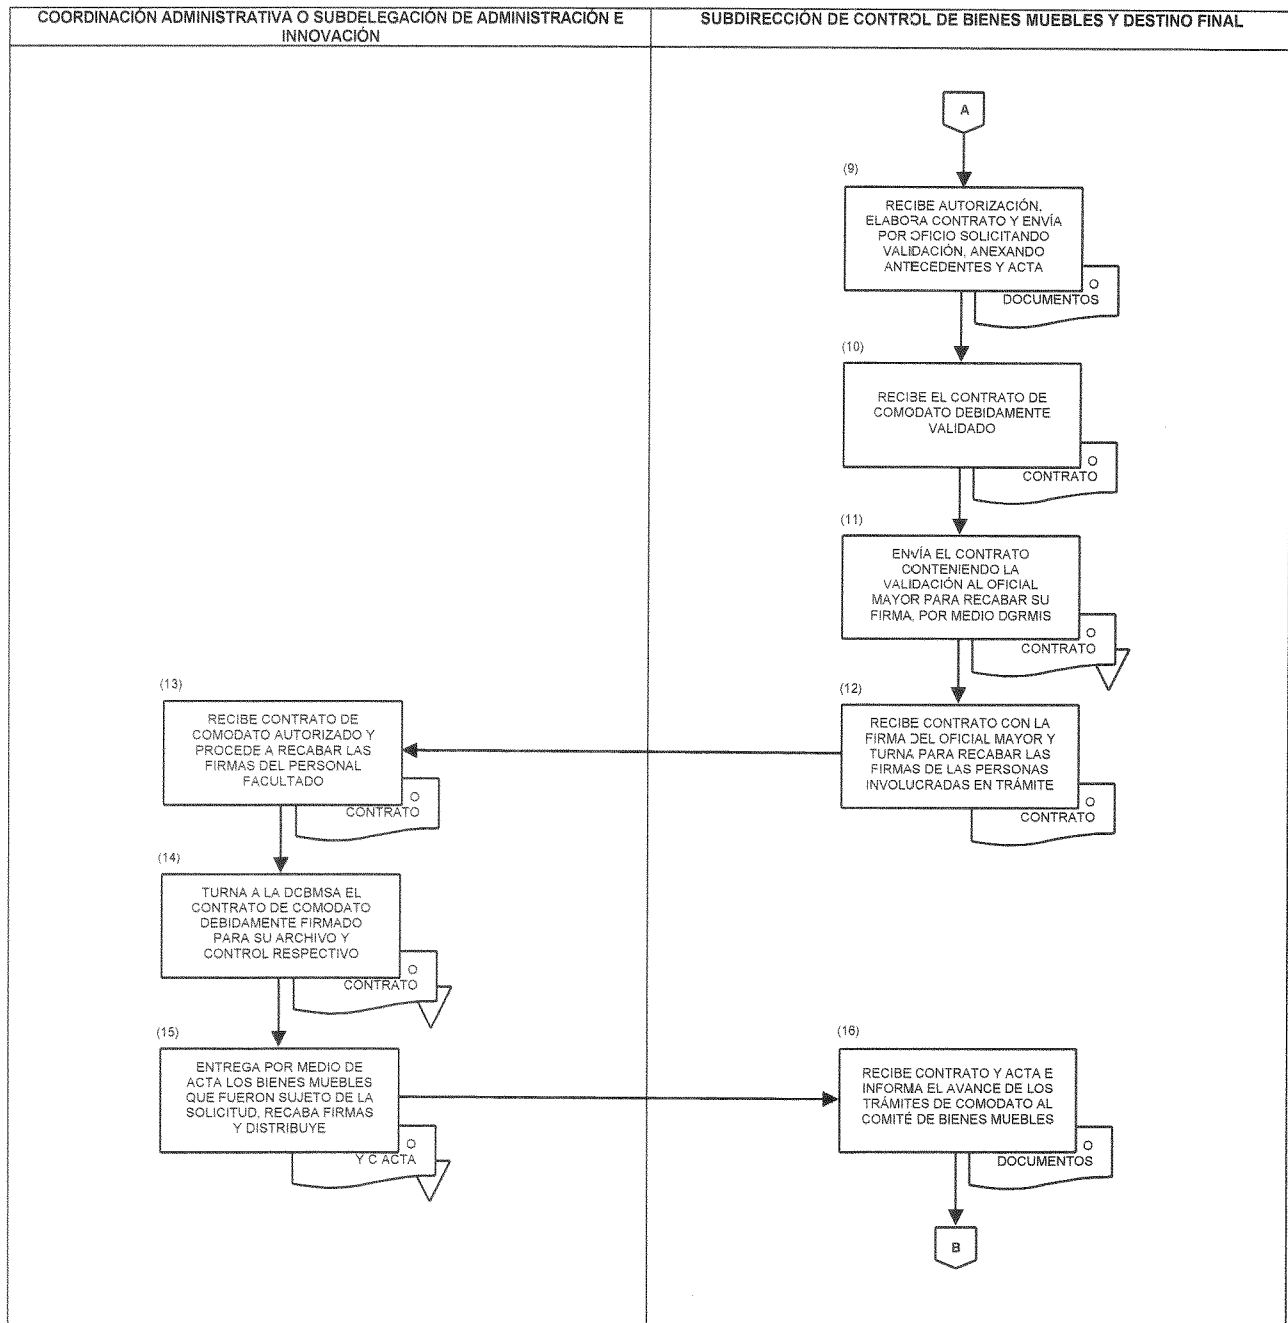 COORDINACIÓN ADMINISTRATIVA O SUBDELEGACIÓN DE ADMINISTRACIÓN E
INNOVACIÓN
SUBDIRECCIÓN DE CONTROL DE BIENES MUEBLES Y DESTINO FINAL
A
(9)
RECIBE AUTORIZACIÓN,
ELABORA CONTRATO Y ENVÍA
POR OFICIO SOLICITANDO
VALIDACIÓN, ANEXANDO
ANTECEDENTES Y ACTA
O
DOCUMENTOS
(10)
RECIBE EL CONTRATO DE
COMODATO DEBIDAMENTE
VALIDADO
O
CONTRATO
(11)
ENVÍA EL CONTRATO
CONTENIENDO LA
VALIDACIÓN AL OFICIAL
MAYOR PARA RECABAR SU
FIRMA, POR MEDIO DGRMIS
O
CONTRATO
(12)
RECIBE CONTRATO CON LA
FIRMA DEL OFICIAL MAYOR Y
TURNA PARA RECABAR LAS
FIRMAS DE LAS PERSONAS
INVOLUCRADAS EN TRÁMITE
O
CONTRATO
(13)
RECIBE CONTRATO DE
COMODATO AUTORIZADO Y
PROCEDE A RECABAR LAS
FIRMAS DEL PERSONAL
FACULTADO
O
CONTRATO
(14)
TURNA A LA DCBMSA EL
CONTRATO DE COMODATO
DEBIDAMENTE FIRMADO
PARA SU ARCHIVO Y
CONTROL RESPECTIVO
O
CONTRATO
(15)
ENTREGA POR MEDIO DE
ACTA LOS BIENES MUEBLES
QUE FUERON SUJETO DE LA
SOLICITUD, RECABA FIRMAS
Y DISTRIBUYE
O
Y C ACTA
(16)
RECIBE CONTRATO Y ACTA E
INFORMA EL AVANCE DE LOS
TRÁMITES DE COMODATO AL
COMITÉ DE BIENES MUEBLES
O
DOCUMENTOS
B